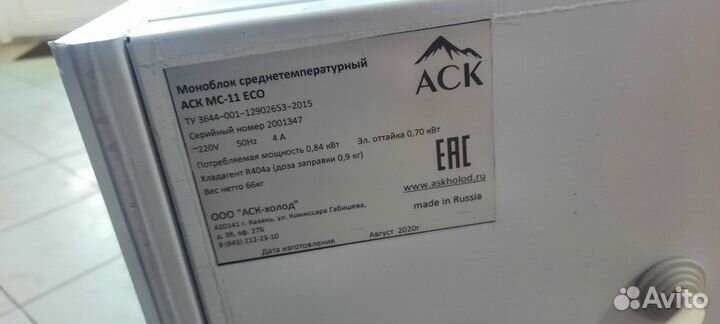 Моноблок среднетемпературный
АСК МС-11 ECO
ТУ 3644-001-12902653-2015
Серийный номер 2001347
~220V 50Hz 4 A
Потребляемая мощность 0,84 кВт Эл. оттайка 0,70 кВт
Хладагент R404a (доза заправки 0,9 кг)
Вес нетто 66кг
АСК
EAC
www.askholod.ru
made in Russia
ООО "АСК-холод"
420141 г. Казань, ул. Комиссара Габишева,
д. 38, оф. 27Б
8 (843) 212-23-10
Дата изготовления Август 2020г
Avito